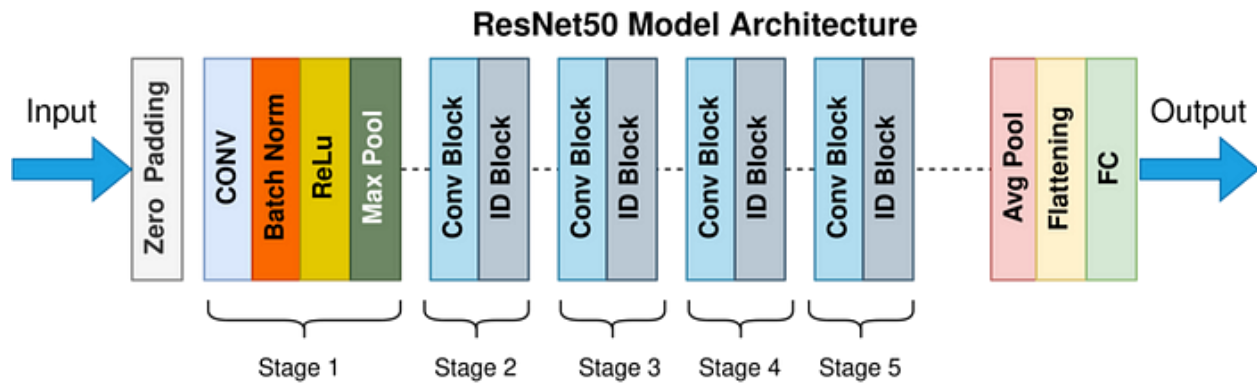 ResNet50 Model Architecture
Input
Zero Padding
CONV
Batch Norm
ReLu
Max Pool
Conv Block
ID Block
Conv Block
ID Block
Conv Block
ID Block
Conv Block
ID Block
Avg Pool
Flattening
FC
Output
Stage 1
Stage 2
Stage 3
Stage 4
Stage 5